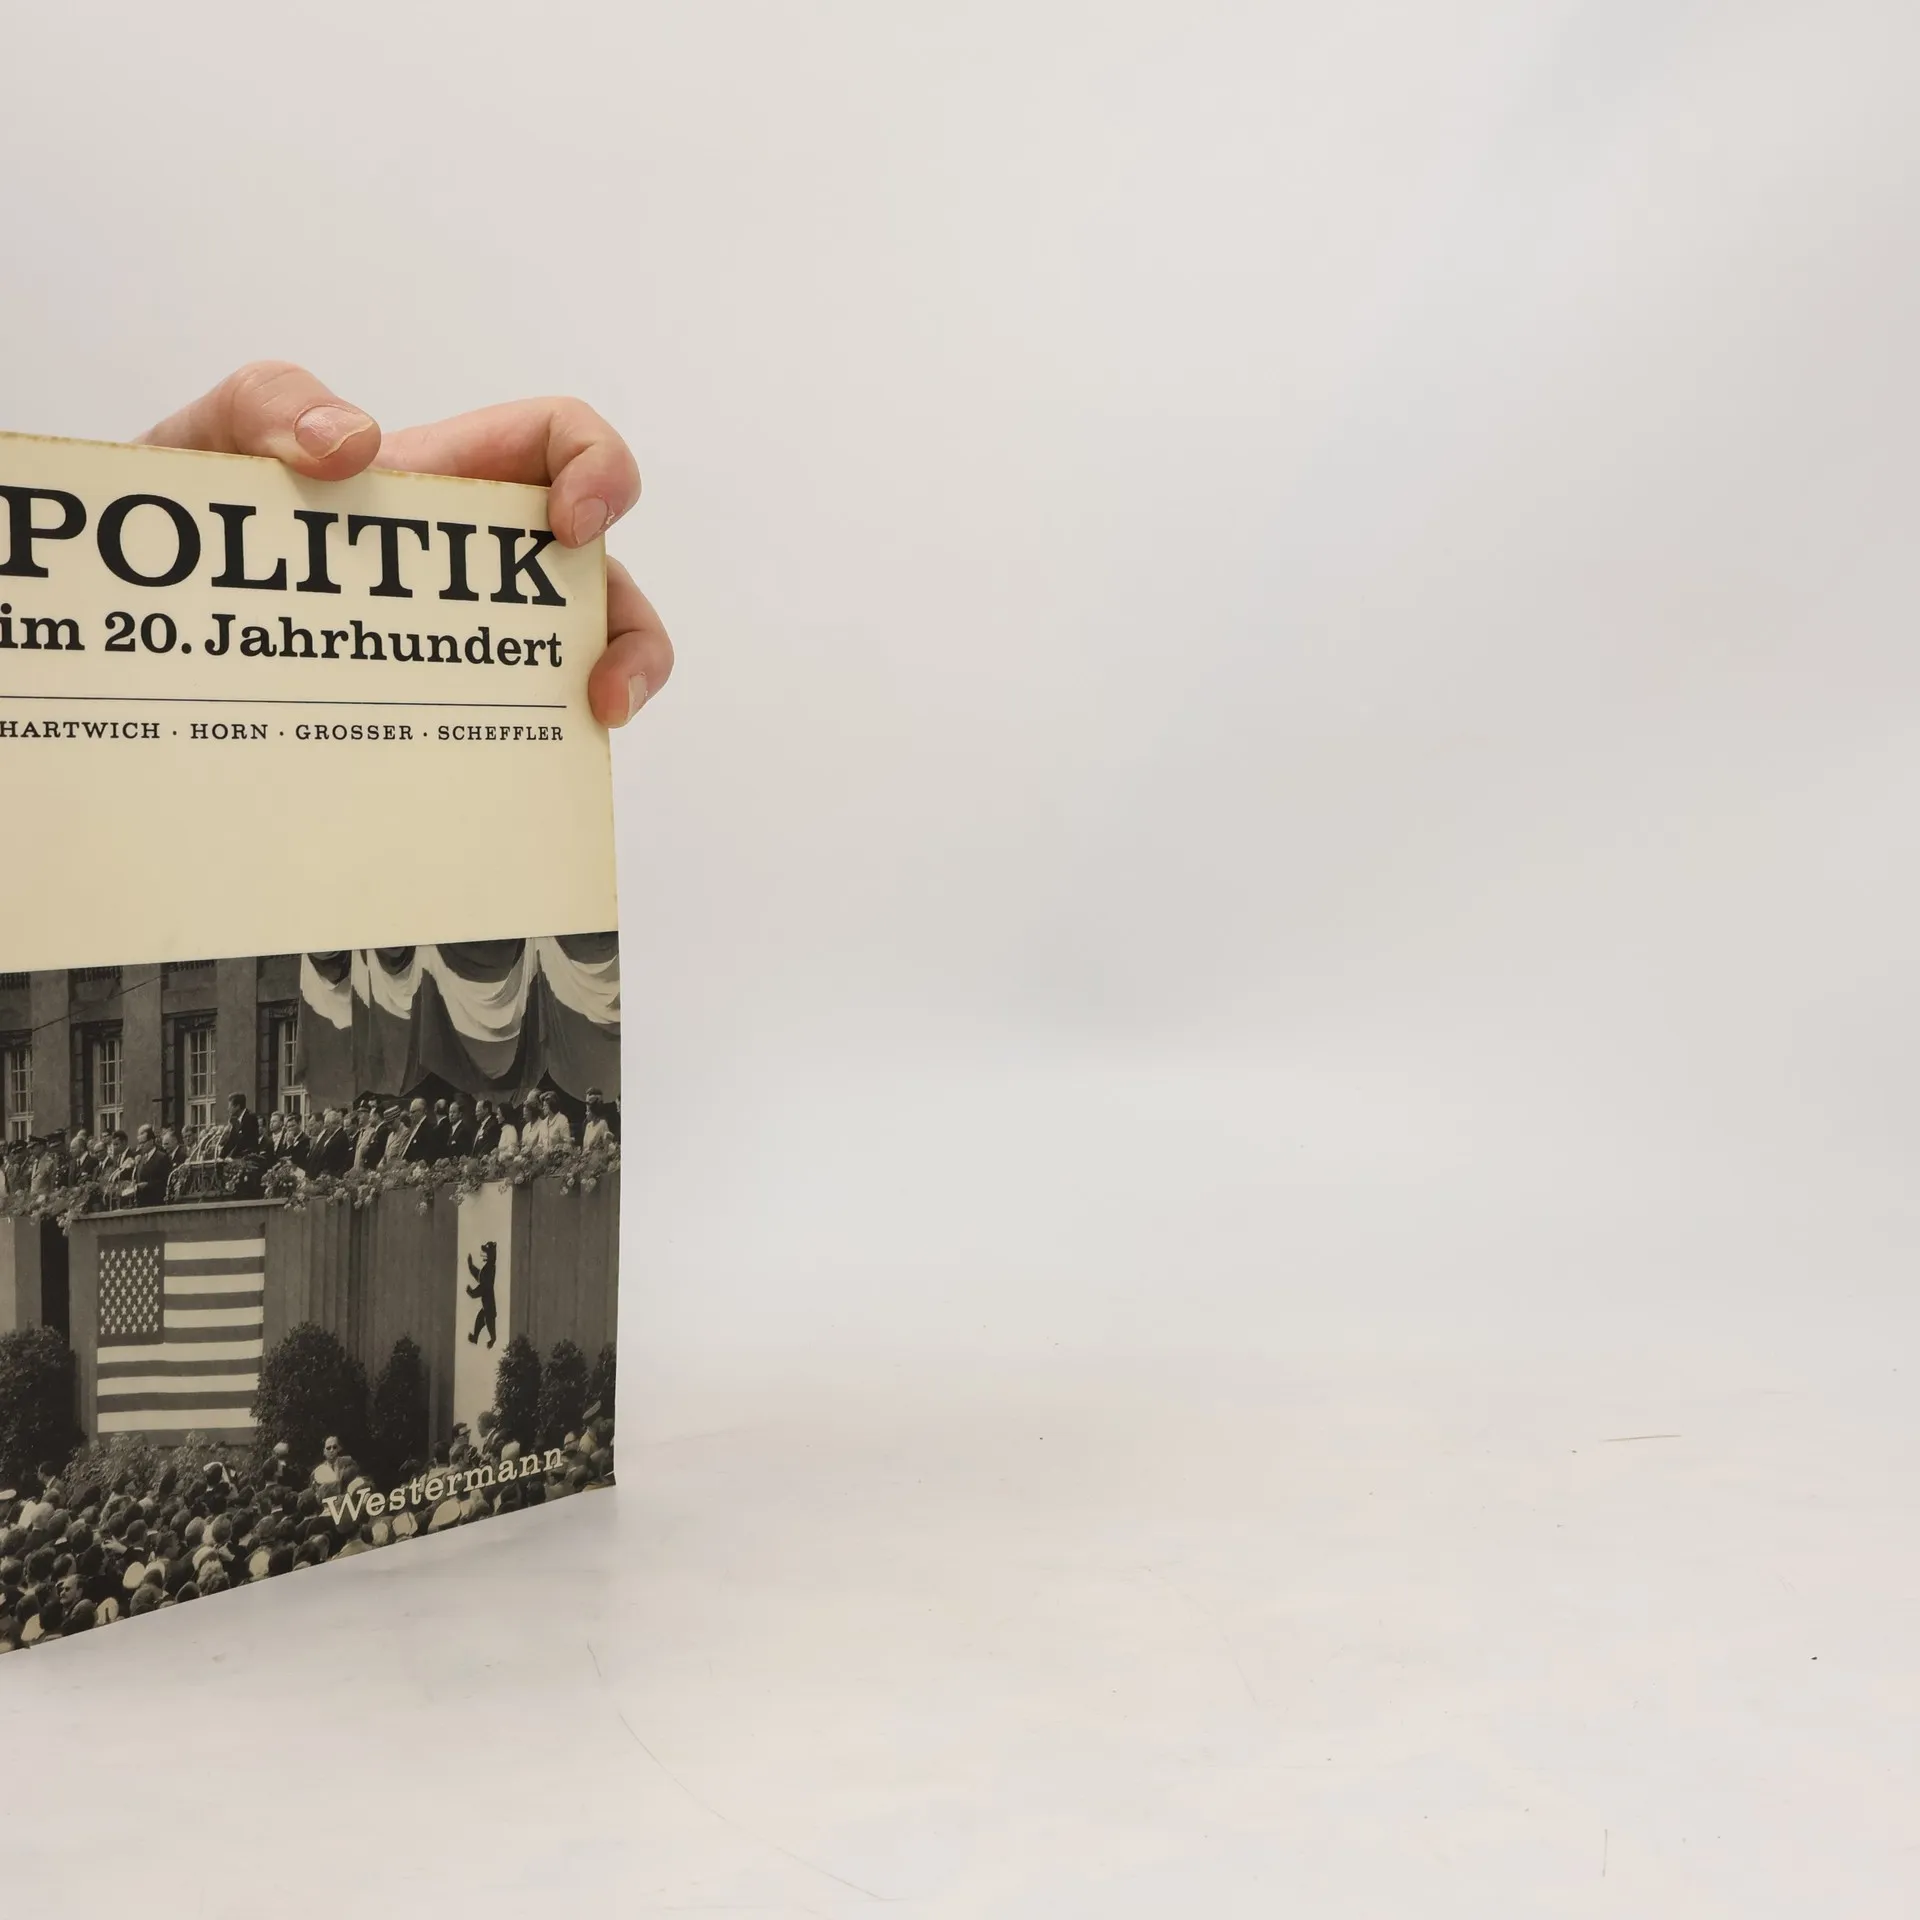 POLITIK
im 20. Jahrhundert
HARTWICH · HORN · GROSSER · SCHEFFLER
Westermann